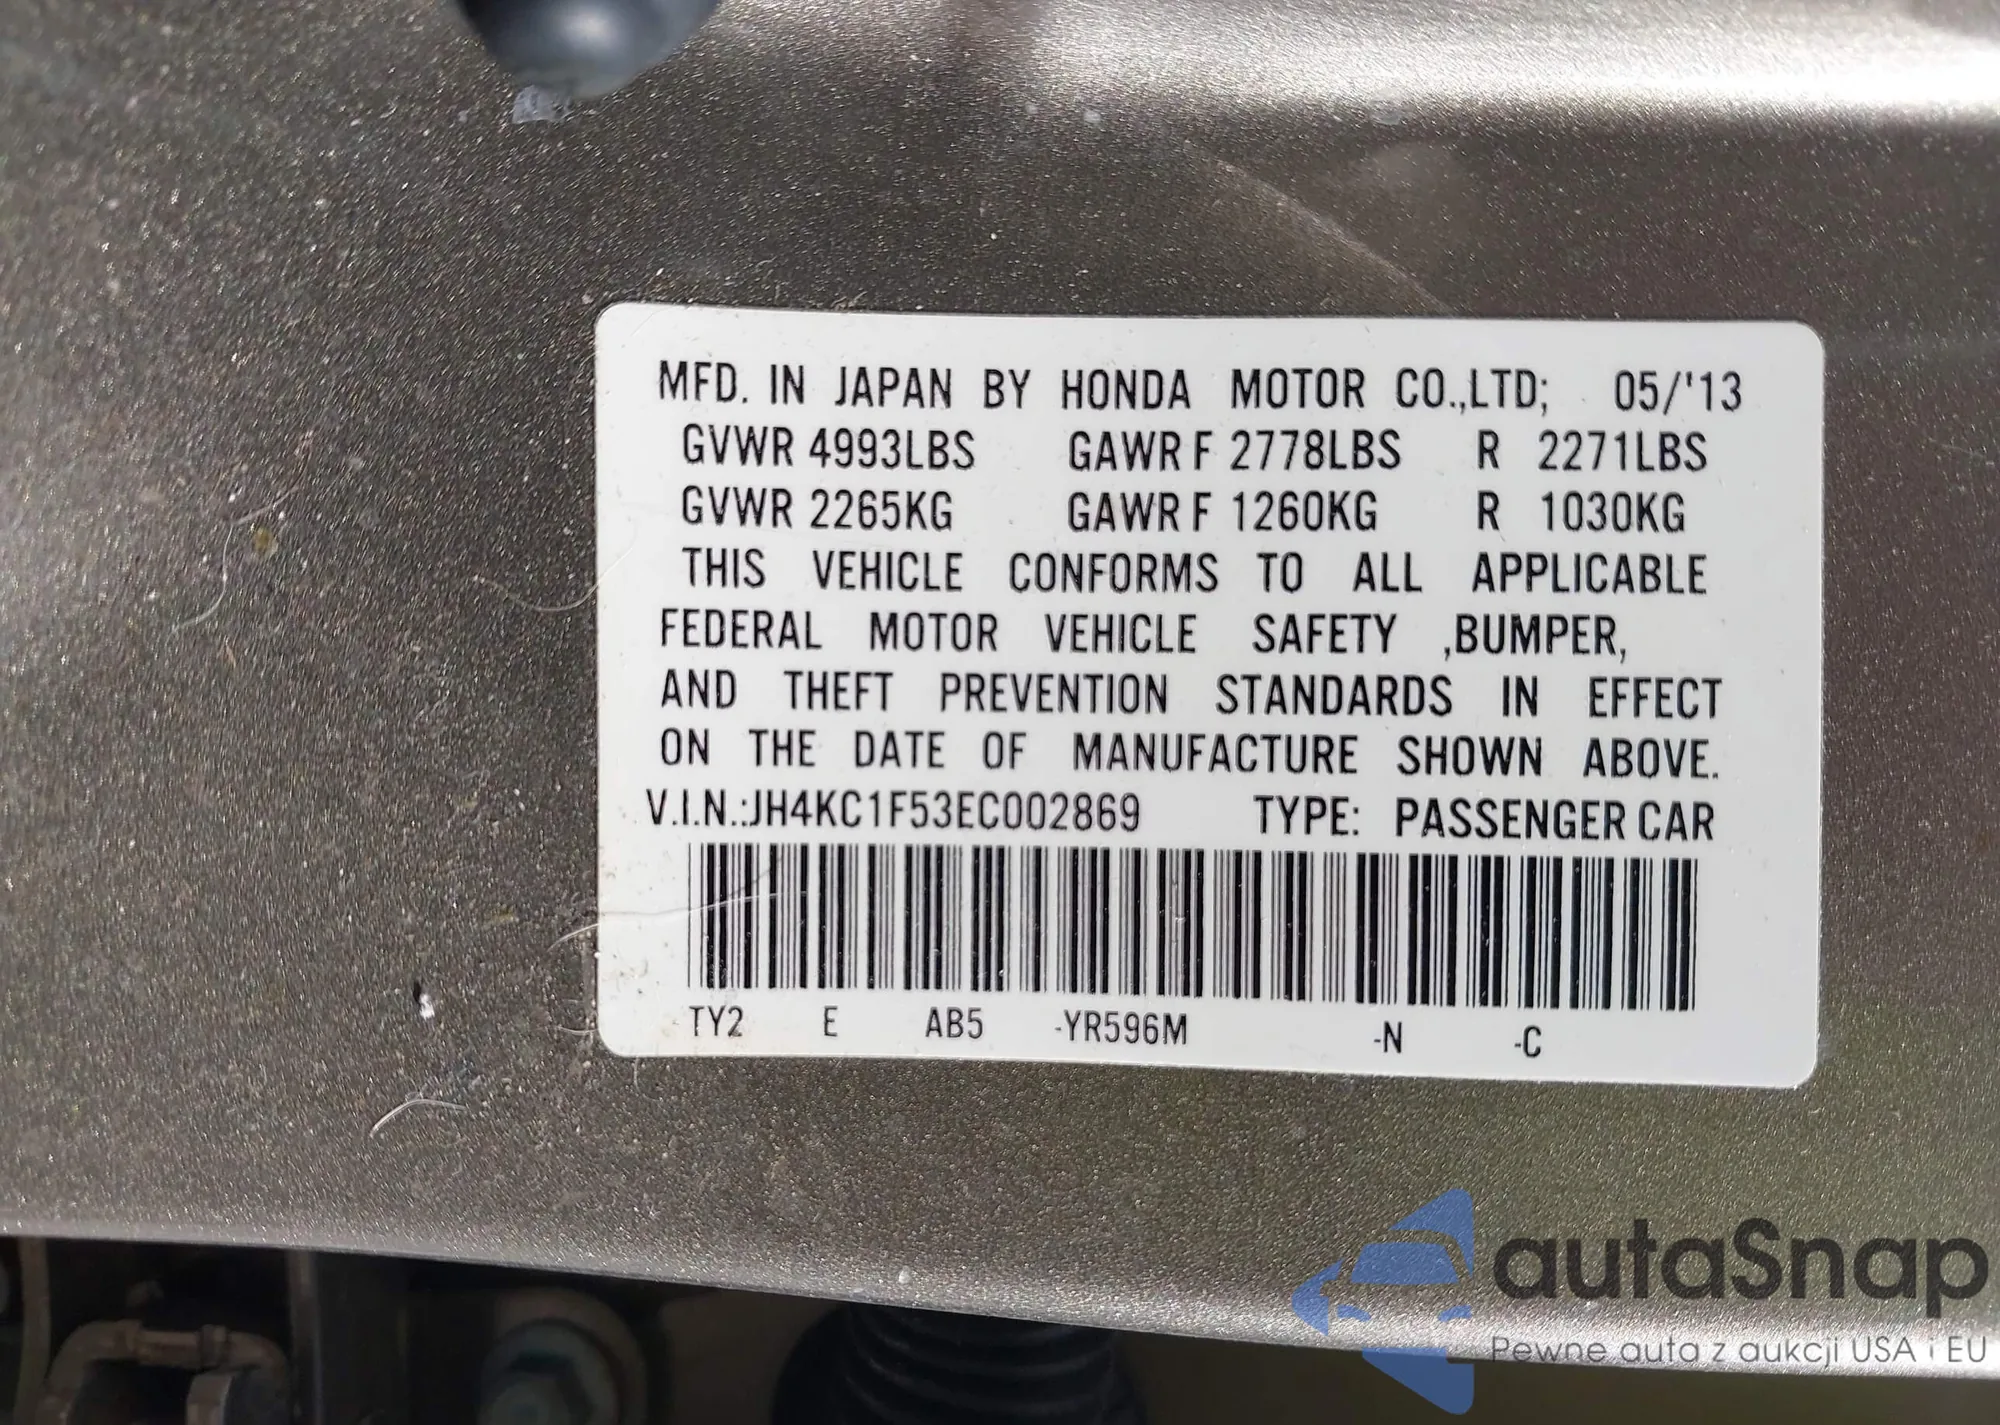 MFD. IN JAPAN BY HONDA MOTOR CO.,LTD; 05/'13
GVWR 4993LBS GAWR F 2778LBS R 2271LBS
GVWR 2265KG GAWR F 1260KG R 1030KG
THIS VEHICLE CONFORMS TO ALL APPLICABLE
FEDERAL MOTOR VEHICLE SAFETY ,BUMPER,
AND THEFT PREVENTION STANDARDS IN EFFECT
ON THE DATE OF MANUFACTURE SHOWN ABOVE.
V.I.N.:JH4KC1F53EC002869 TYPE: PASSENGER CAR
TY2 E AB5 -YR596M -N -C
autaSnap
Pewne auta z aukcji USA i EU